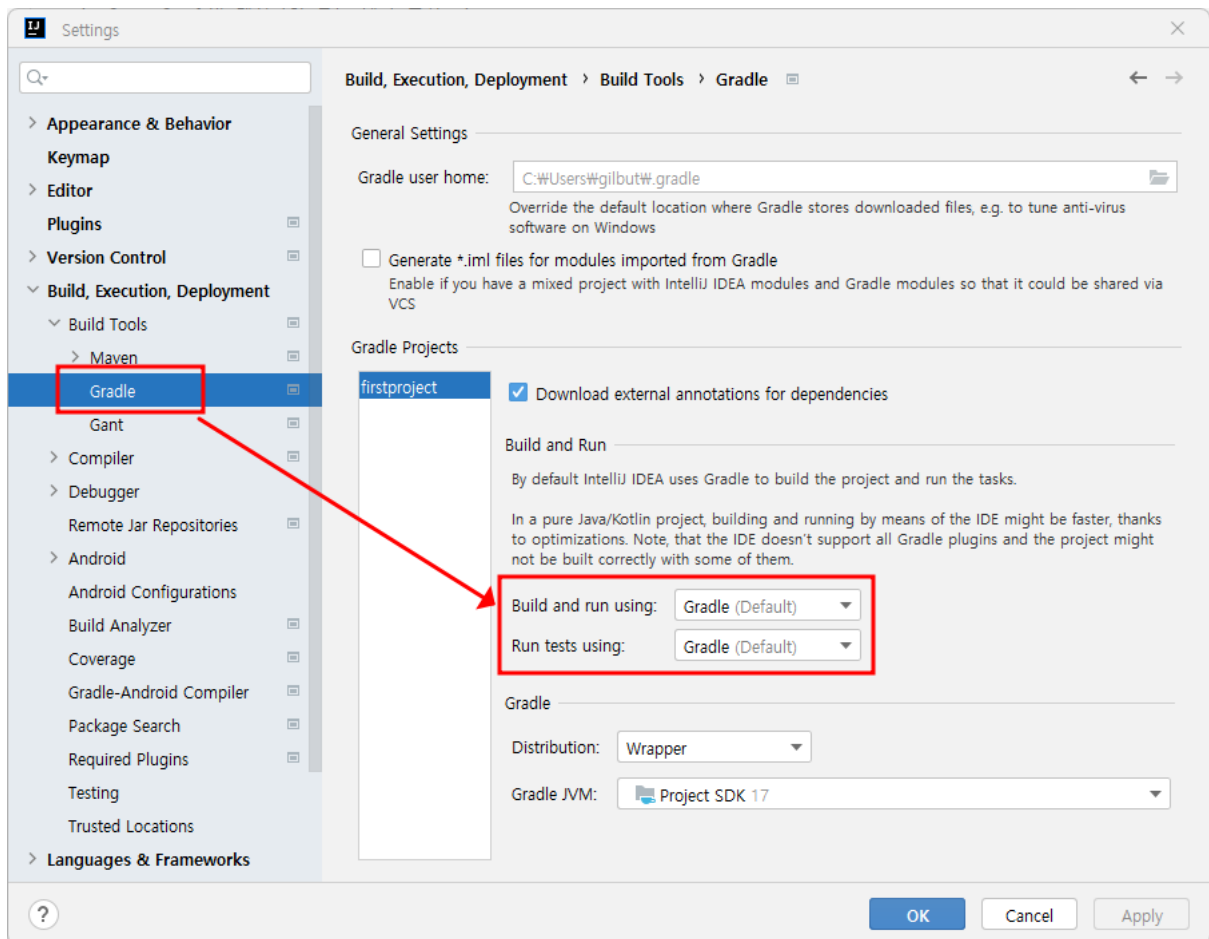 Settings
Build, Execution, Deployment › Build Tools › Gradle
Appearance & Behavior
Keymap
Editor
Plugins
Version Control
Build, Execution, Deployment
Build Tools
Maven
Gradle
Gant
Compiler
Debugger
Remote Jar Repositories
Android
Android Configurations
Build Analyzer
Coverage
Gradle-Android Compiler
Package Search
Required Plugins
Testing
Trusted Locations
Languages & Frameworks
General Settings
Gradle user home: C:₩Users₩gilbut₩.gradle
Override the default location where Gradle stores downloaded files, e.g. to tune anti-virus
software on Windows
Generate *.iml files for modules imported from Gradle
Enable if you have a mixed project with IntelliJ IDEA modules and Gradle modules so that it could be shared via
VCS
Gradle Projects
firstproject
Download external annotations for dependencies
Build and Run
By default IntelliJ IDEA uses Gradle to build the project and run the tasks.
In a pure Java/Kotlin project, building and running by means of the IDE might be faster, thanks
to optimizations. Note, that the IDE doesn't support all Gradle plugins and the project might
not be built correctly with some of them.
Build and run using: Gradle (Default)
Run tests using: Gradle (Default)
Gradle
Distribution: Wrapper
Gradle JVM: Project SDK 17
? OK Cancel Apply